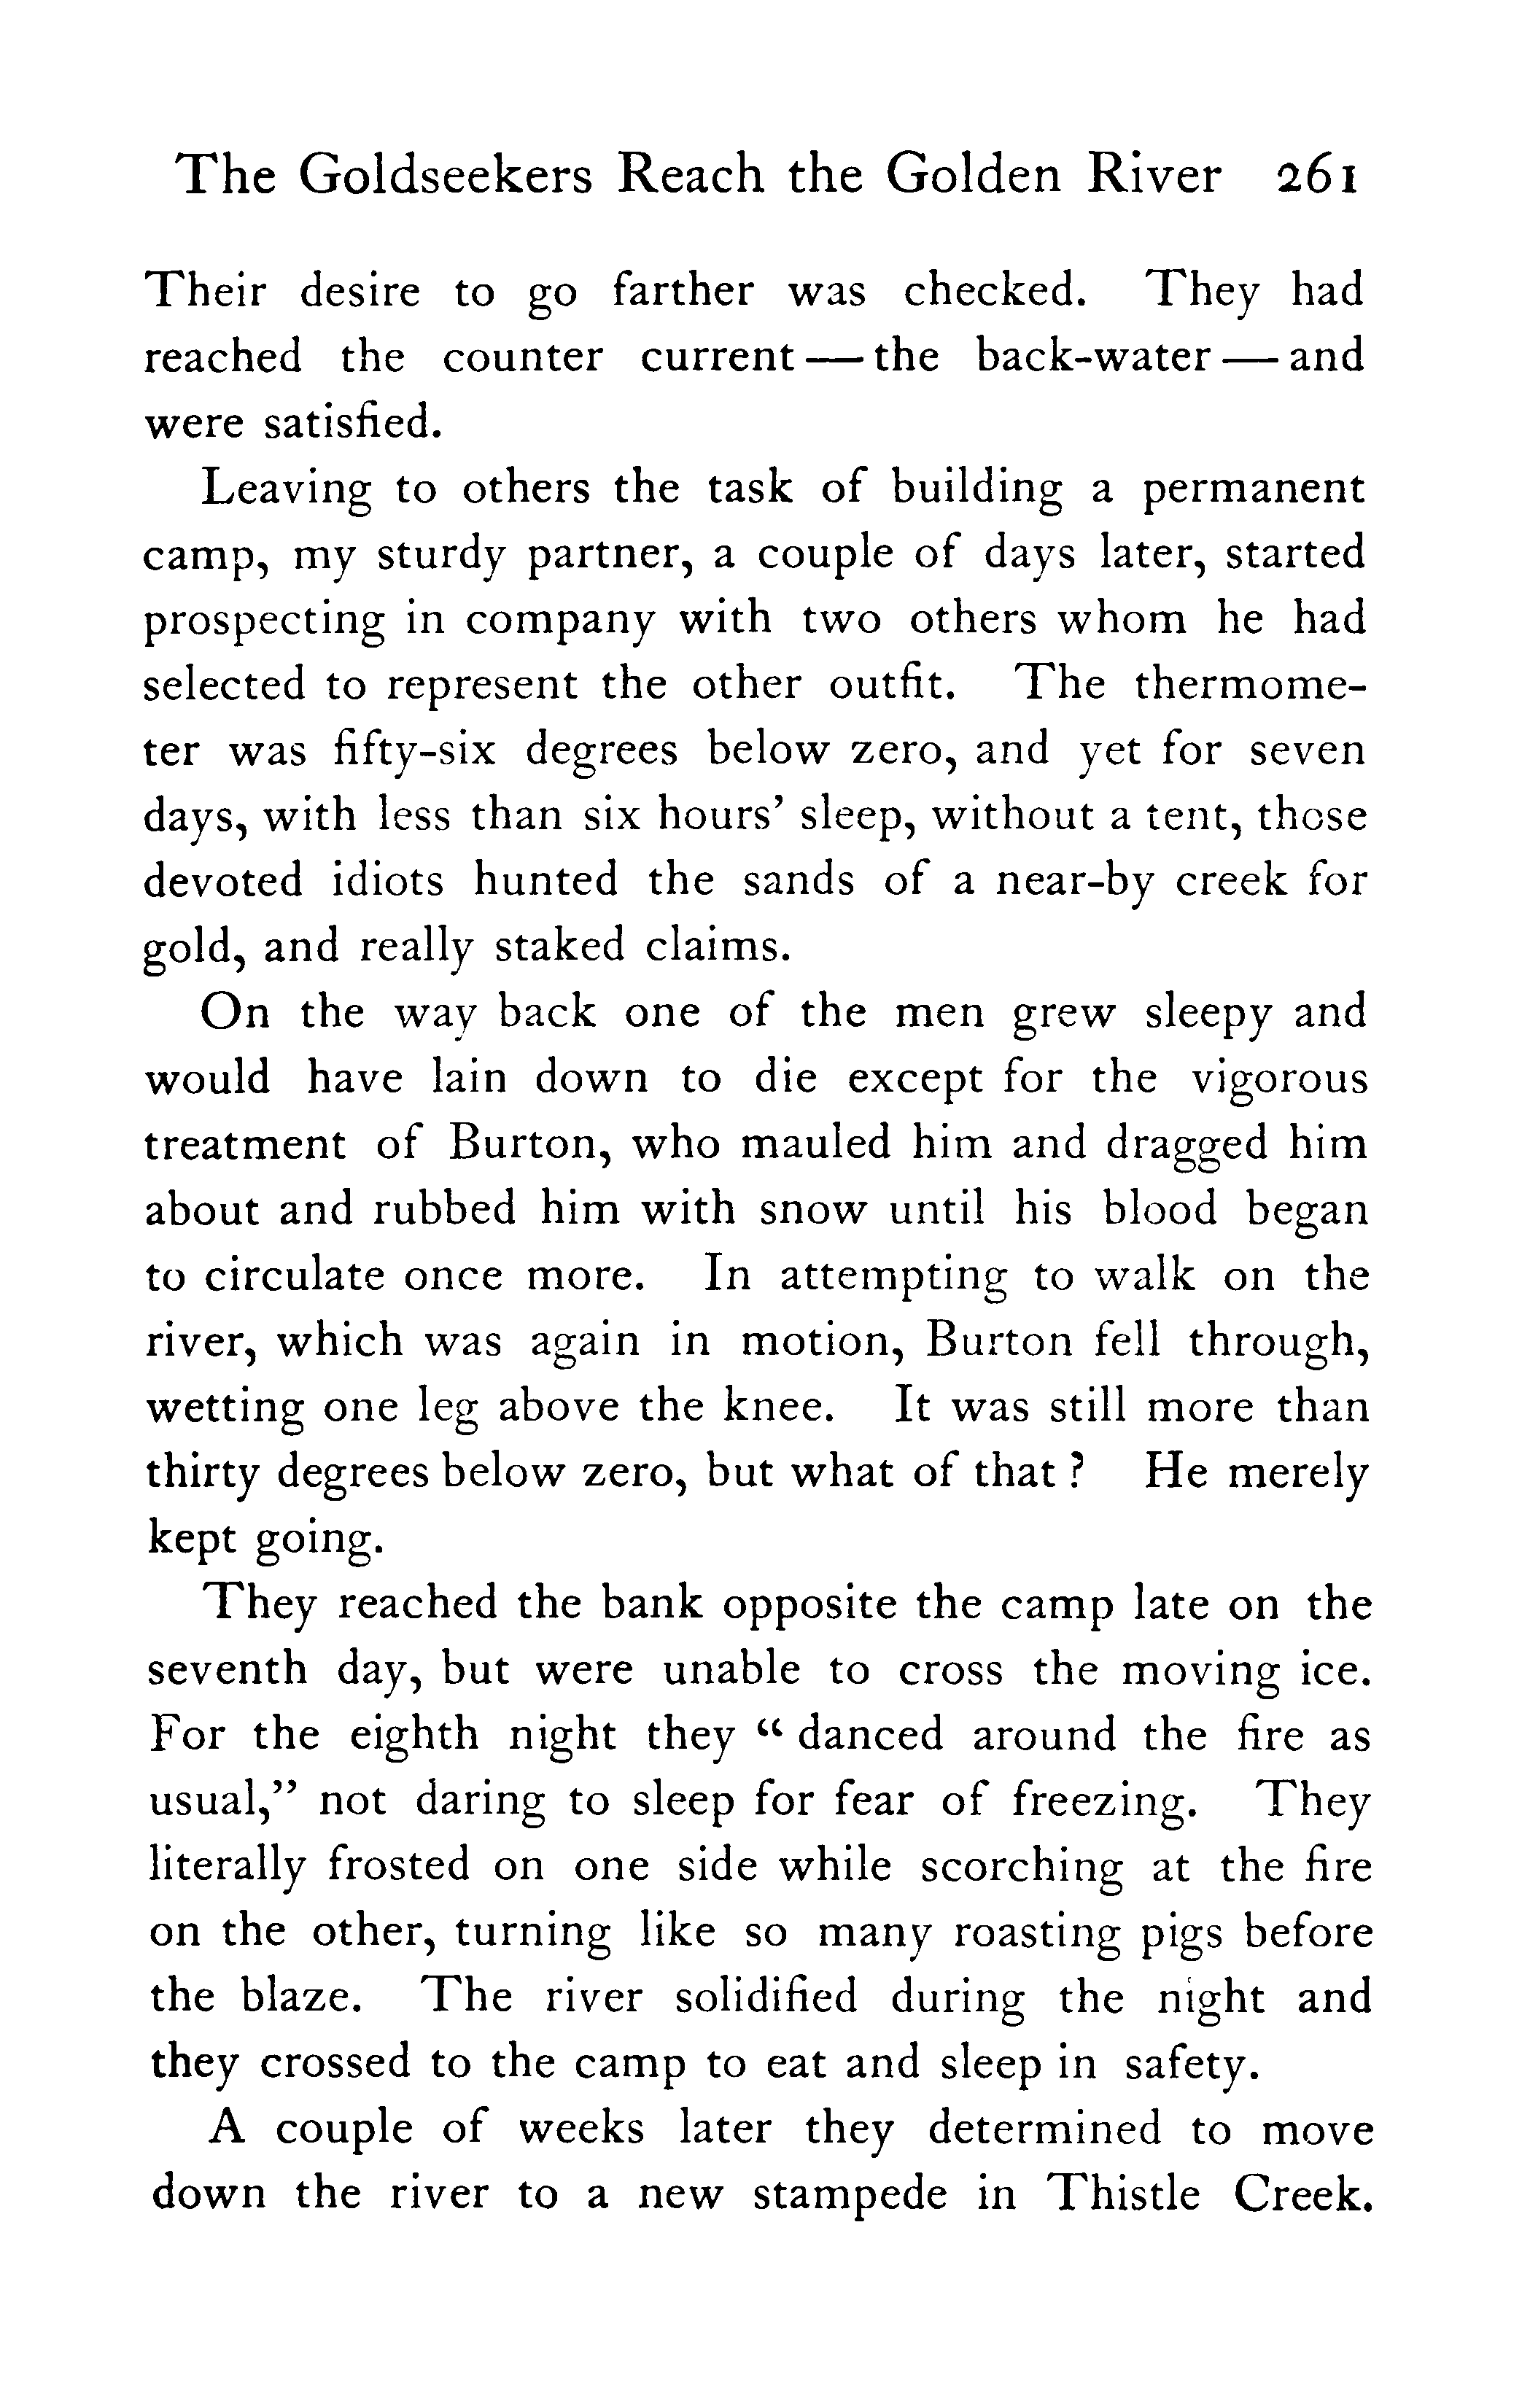 The Goldseekers Reach the Golden River 261
Their desire to go farther was checked. They had
reached the counter current — the back-water — and
were satisfied.
Leaving to others the task of building a permanent
camp, my sturdy partner, a couple of days later, started
prospecting in company with two others whom he had
selected to represent the other outfit. The thermome-
ter was fifty-six degrees below zero, and yet for seven
days, with less than six hours' sleep, without a tent, those
devoted idiots hunted the sands of a near-by creek for
gold, and really staked claims.
On the way back one of the men grew sleepy and
would have lain down to die except for the vigorous
treatment of Burton, who mauled him and dragged him
about and rubbed him with snow until his blood began
to circulate once more. In attempting to walk on the
river, which was again in motion, Burton fell through,
wetting one leg above the knee. It was still more than
thirty degrees below zero, but what of that ? He merely
kept going.
They reached the bank opposite the camp late on the
seventh day, but were unable to cross the moving ice.
For the eighth night they “ danced around the fire as
usual,” not daring to sleep for fear of freezing. They
literally frosted on one side while scorching at the fire
on the other, turning like so many roasting pigs before
the blaze. The river solidified during the night and
they crossed to the camp to eat and sleep in safety.
A couple of weeks later they determined to move
down the river to a new stampede in Thistle Creek.